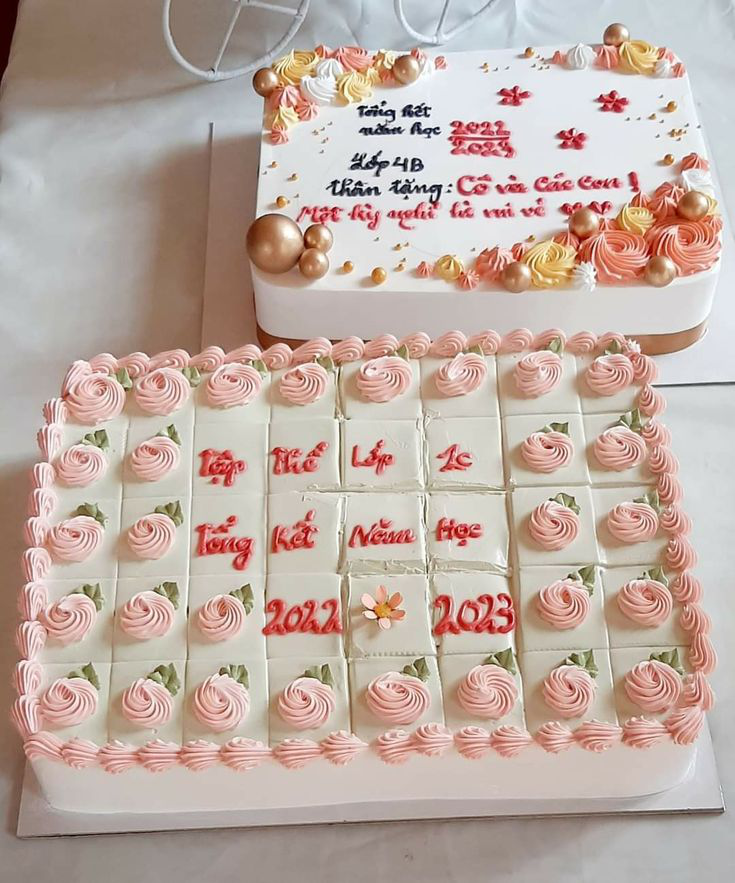 Tổng kết
năm học 2022
2023
Lớp 4B
thân tặng: Cô và các con!
Một kỳ nghỉ hè vui vẻ
Tập Thể Lớp 1c
Tổng Kết Năm Học
2022 2023